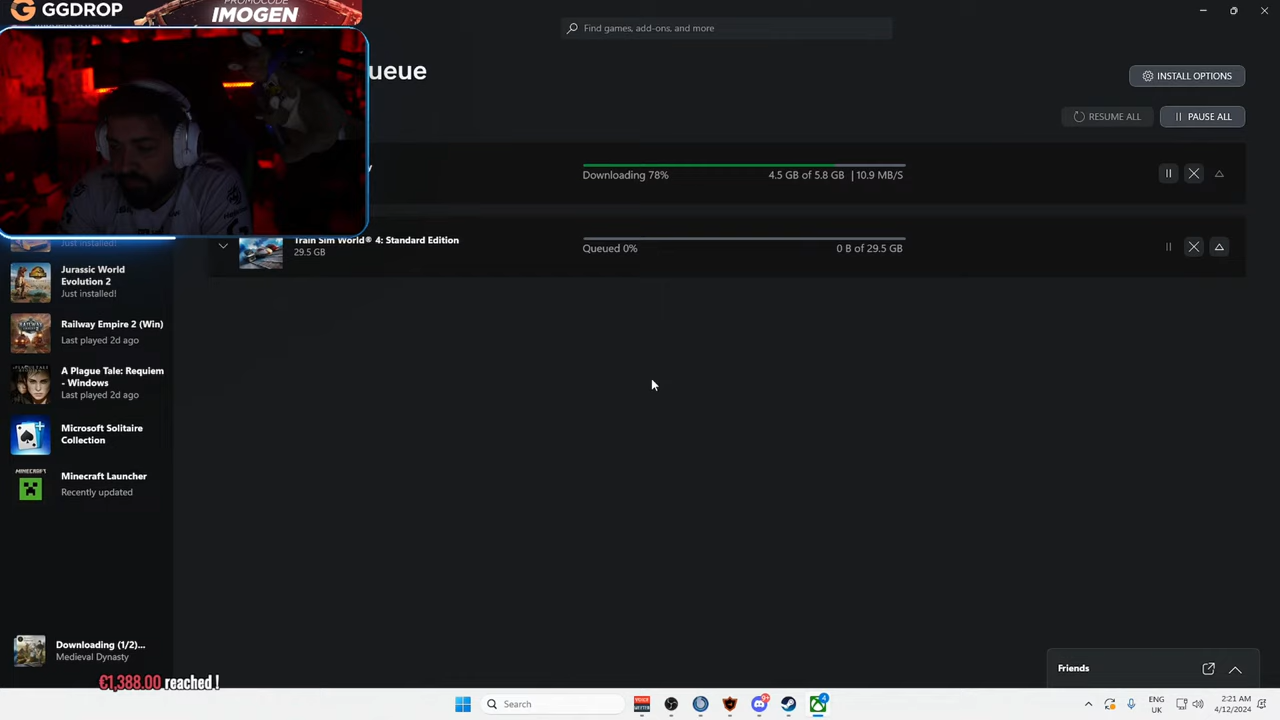 GGDROP
PROMOCODE
IMOGEN
Find games, add-ons, and more
ueue
INSTALL OPTIONS
RESUME ALL
PAUSE ALL
y
Downloading 78%
4.5 GB of 5.8 GB | 10.9 MB/S
Train Sim World® 4: Standard Edition
29.5 GB
Queued 0%
0 B of 29.5 GB
Just installed!
Jurassic World
Evolution 2
Just installed!
Railway Empire 2 (Win)
Last played 2d ago
A Plague Tale: Requiem
- Windows
Last played 2d ago
Microsoft Solitaire
Collection
MINECRAFT
Minecraft Launcher
Recently updated
Downloading (1/2)...
Medieval Dynasty
€1,388.00 reached !
Friends
Search
9+
4
ENG
UK
2:21 AM
4/12/2024